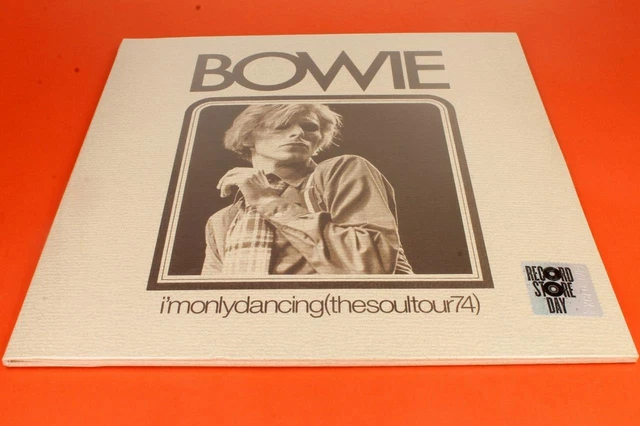 BOWIE
i'monlydancing(thesoultour74)
RECORD
STORE
DAY